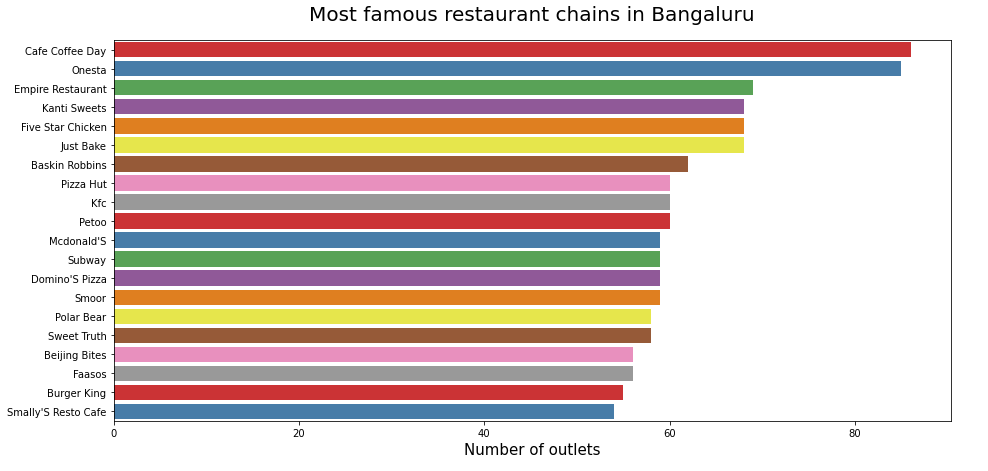 Most famous restaurant chains in Bangaluru
Cafe Coffee Day
Onesta
Empire Restaurant
Kanti Sweets
Five Star Chicken
Just Bake
Baskin Robbins
Pizza Hut
Kfc
Petoo
Mcdonald'S
Subway
Domino'S Pizza
Smoor
Polar Bear
Sweet Truth
Beijing Bites
Faasos
Burger King
Smally'S Resto Cafe
0 20 40 60 80
Number of outlets